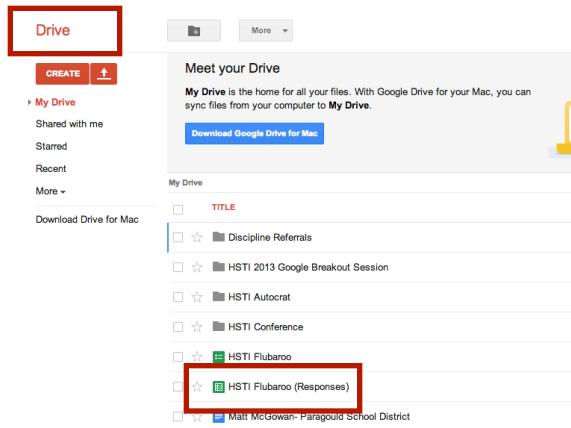 Drive
More
CREATE
My Drive
Shared with me
Starred
Recent
More
Download Drive for Mac
Meet your Drive
My Drive is the home for all your files. With Google Drive for your Mac, you can
sync files from your computer to My Drive.
Download Google Drive for Mac
My Drive
TITLE
Discipline Referrals
HSTI 2013 Google Breakout Session
HSTI Autocrat
HSTI Conference
HSTI Flubaroo
HSTI Flubaroo (Responses)
Matt McGowan- Paragould School District